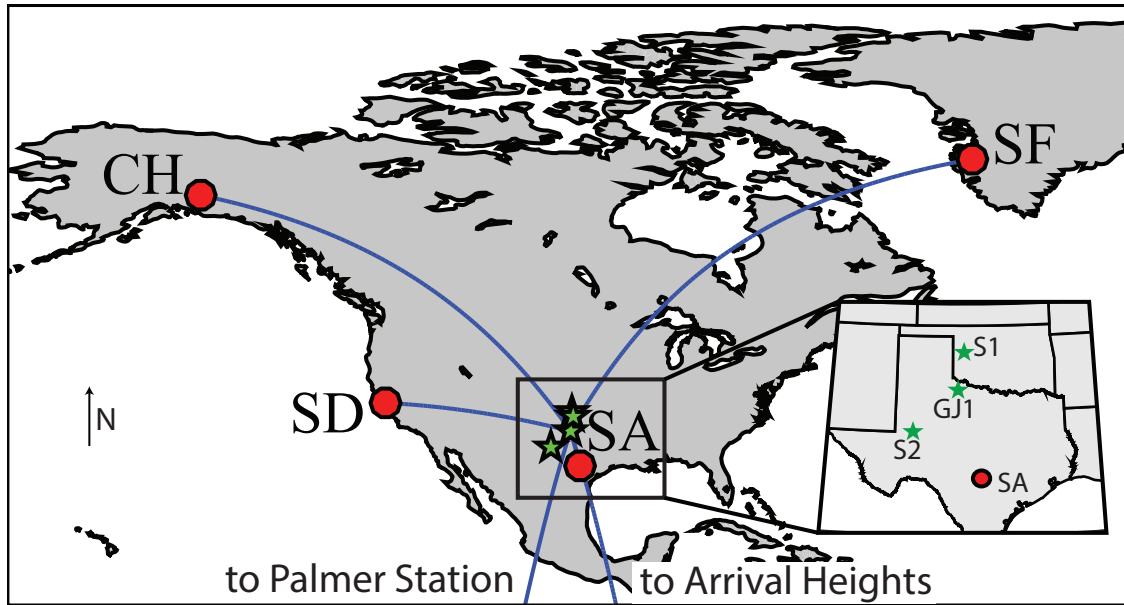 CH
SF
SD
SA
N
S1
GJ1
S2
SA
to Palmer Station
to Arrival Heights